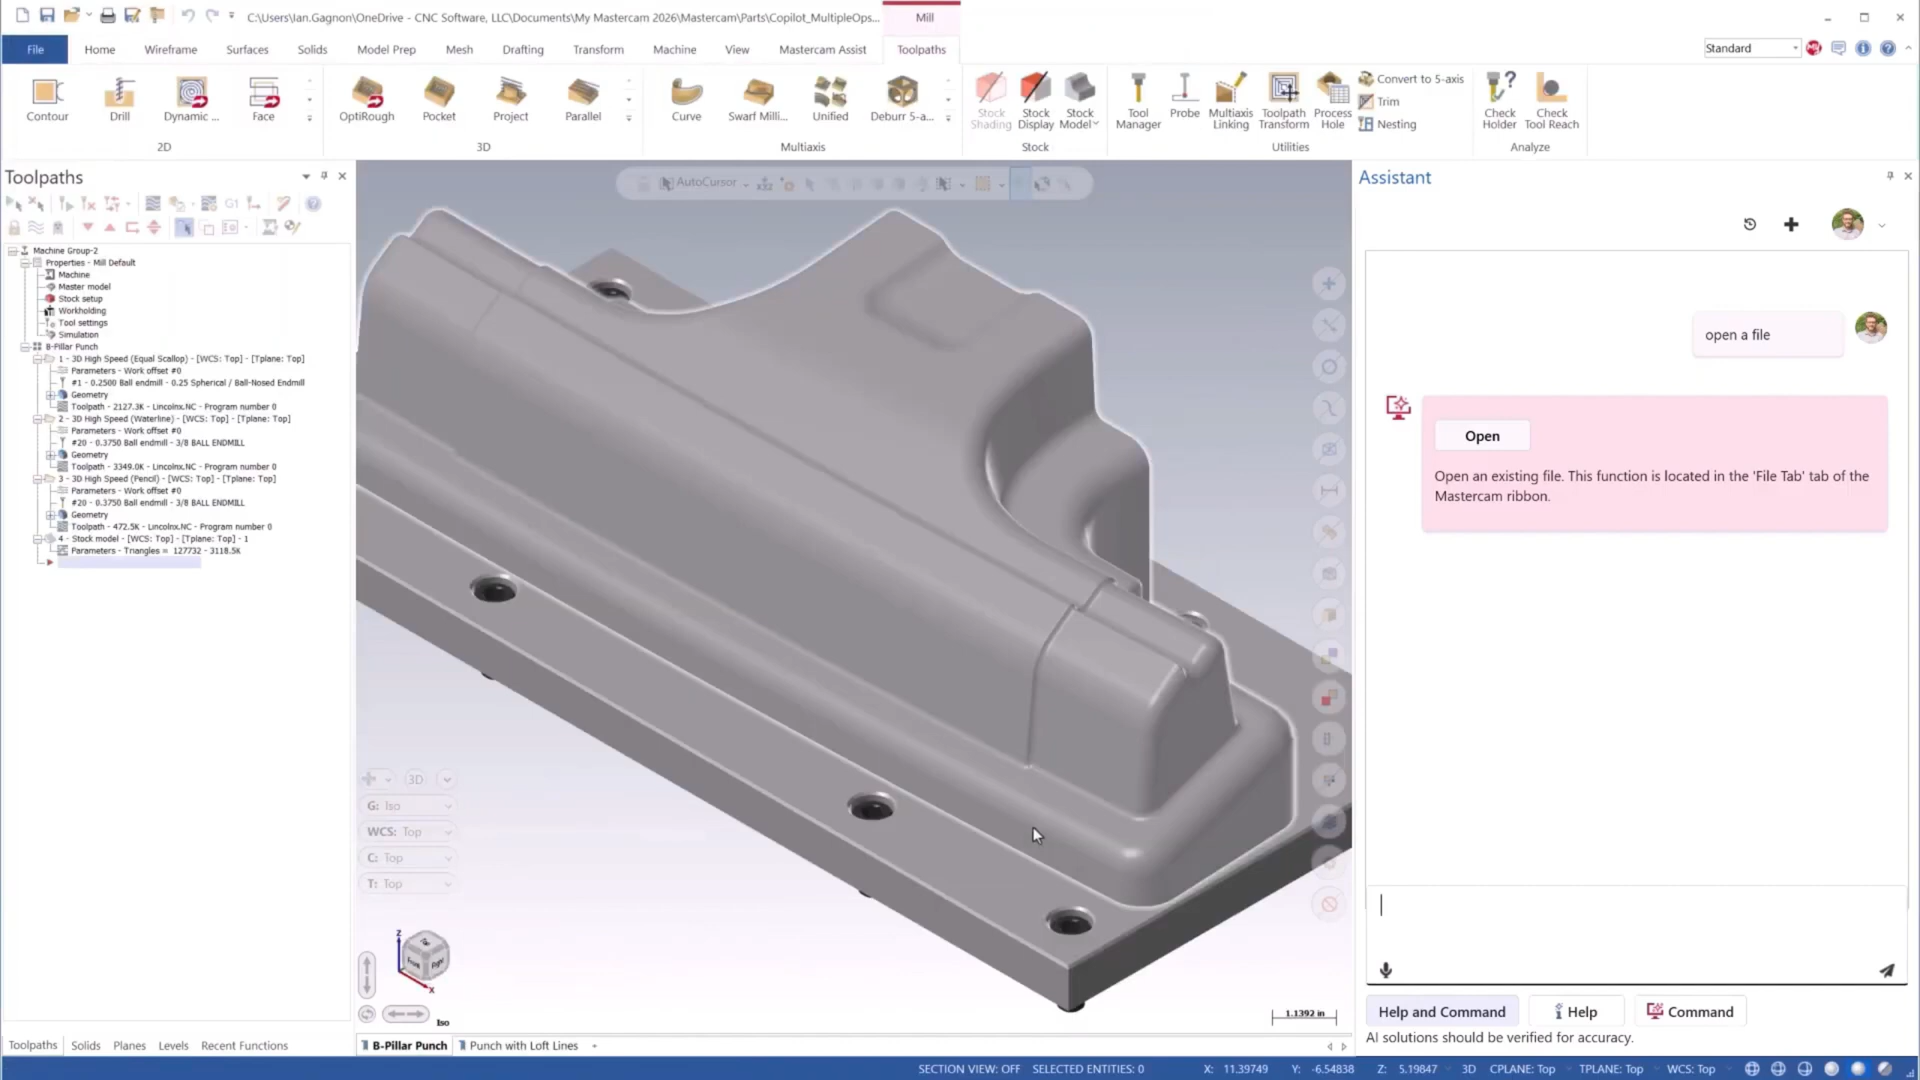 C:\Users\Ian.Gagnon\OneDrive - CNC Software, LLC\Documents\My Mastercam 2026\Mastercam\Parts\Copilot_MultipleOps...
Mill
File
Home
Wireframe
Surfaces
Solids
Model Prep
Mesh
Drafting
Transform
Machine
View
Mastercam Assist
Toolpaths
Standard
Contour
Drill
Dynamic ...
Face
2D
OptiRough
Pocket
Project
Parallel
3D
Curve
Swarf Milli...
Unified
Deburr 5-a...
Multiaxis
Stock Shading
Stock Display
Stock Model
Stock
Tool Manager
Probe
Multiaxis Linking
Toolpath Transform
Process Hole
Convert to 5-axis
Trim
Nesting
Utilities
Check Holder
Check Tool Reach
Analyze
Toolpaths
G1
Machine Group-2
Properties - Mill Default
Machine
Master model
Stock setup
Workholding
Tool settings
Simulation
B-Pillar Punch
1 - 3D High Speed (Equal Scallop) - [WCS: Top] - [Tplane: Top]
Parameters - Work offset #0
#1 - 0.2500 Ball endmill - 0.25 Spherical / Ball-Nosed Endmill
Geometry
Toolpath - 2127.3K - Lincolnx.NC - Program number 0
2 - 3D High Speed (Waterline) - [WCS: Top] - [Tplane: Top]
Parameters - Work offset #0
#20 - 0.3750 Ball endmill - 3/8 BALL ENDMILL
Geometry
Toolpath - 3349.0K - Lincolnx.NC - Program number 0
3 - 3D High Speed (Pencil) - [WCS: Top] - [Tplane: Top]
Parameters - Work offset #0
#20 - 0.3750 Ball endmill - 3/8 BALL ENDMILL
Geometry
Toolpath - 472.5K - Lincolnx.NC - Program number 0
4 - Stock model - [WCS: Top] - [Tplane: Top] - 1
Parameters - Triangles = 127732 - 3118.5K
Toolpaths
Solids
Planes
Levels
Recent Functions
AutoCursor
3D
G: Iso
WCS: Top
C: Top
T: Top
Z
Front
Right
X
Iso
1.1392 in
B-Pillar Punch
Punch with Loft Lines
Assistant
open a file
Open
Open an existing file. This function is located in the 'File Tab' tab of the
Mastercam ribbon.
Help and Command
Help
Command
AI solutions should be verified for accuracy.
SECTION VIEW: OFF
SELECTED ENTITIES: 0
X: 11.39749
Y: -6.54838
Z: 5.19847
3D
CPLANE: Top
TPLANE: Top
WCS: Top